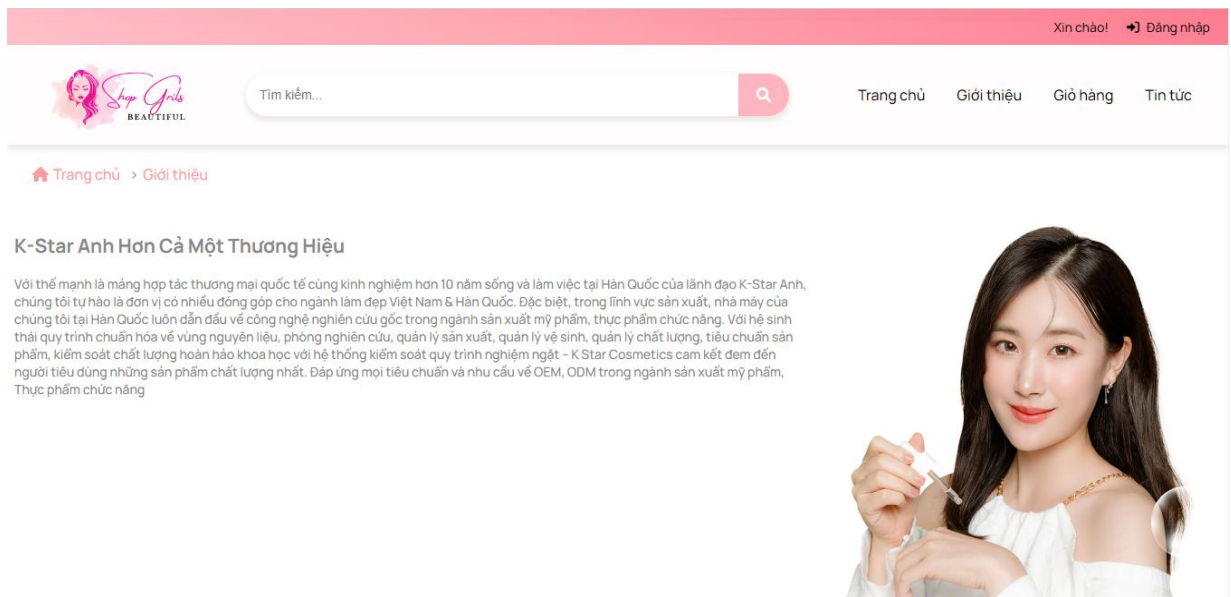 Xin chào! Đăng nhập
Shop Grils
BEAUTIFUL
Tìm kiếm...
Trang chủ Giới thiệu Giỏ hàng Tin tức
Trang chủ > Giới thiệu
K-Star Anh Hơn Cả Một Thương Hiệu
Với thế mạnh là mảng hợp tác thương mại quốc tế cùng kinh nghiệm hơn 10 năm sống và làm việc tại Hàn Quốc của lãnh đạo K-Star Anh,
chúng tôi tự hào là đơn vị có nhiều đóng góp cho ngành làm đẹp Việt Nam & Hàn Quốc. Đặc biệt, trong lĩnh vực sản xuất, nhà máy của
chúng tôi tại Hàn Quốc luôn dẫn đầu về công nghệ nghiên cứu gốc trong ngành sản xuất mỹ phẩm, thực phẩm chức năng. Với hệ sinh
thái quy trình chuẩn hóa về vùng nguyên liệu, phòng nghiên cứu, quản lý sản xuất, quản lý vệ sinh, quản lý chất lượng, tiêu chuẩn sản
phẩm, kiểm soát chất lượng hoàn hảo khoa học với hệ thống kiểm soát quy trình nghiệm ngặt – K Star Cosmetics cam kết đem đến
người tiêu dùng những sản phẩm chất lượng nhất. Đáp ứng mọi tiêu chuẩn và nhu cầu về OEM, ODM trong ngành sản xuất mỹ phẩm,
Thực phẩm chức năng